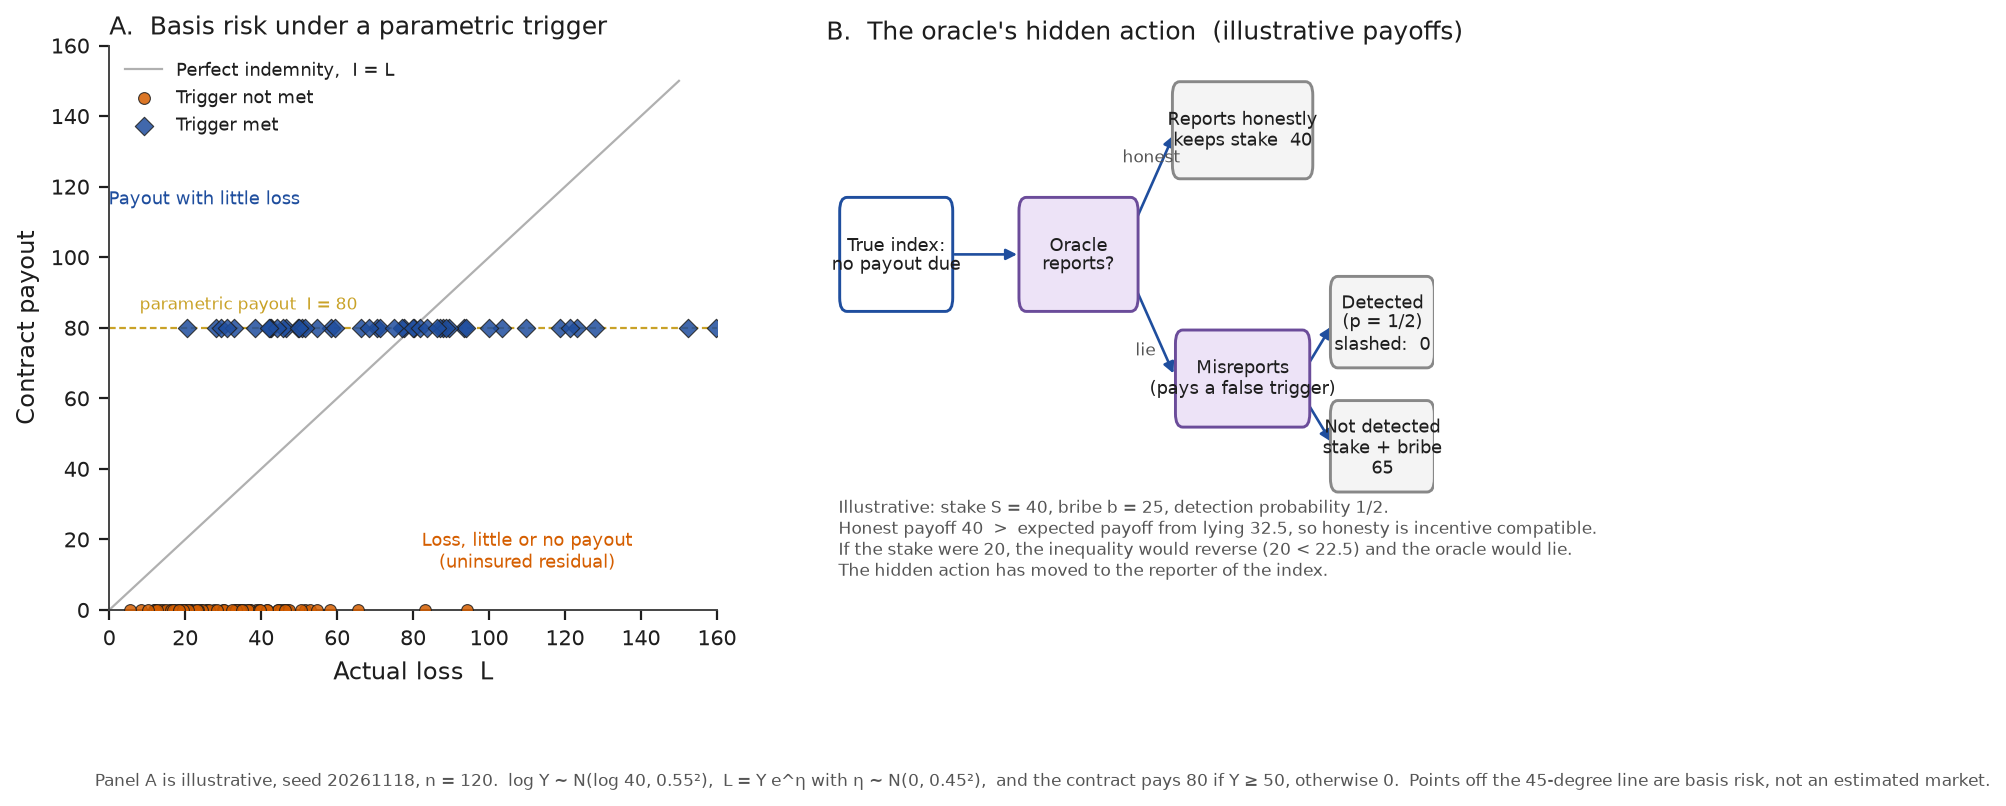 A.  Basis risk under a parametric trigger
Perfect indemnity,  I = L
Trigger not met
Trigger met
Payout with little loss
parametric payout  I = 80
Loss, little or no payout
(uninsured residual)
Contract payout
160
140
120
100
80
60
40
20
0
0 20 40 60 80 100 120 140 160
Actual loss  L
B.  The oracle's hidden action  (illustrative payoffs)
Reports honestly
keeps stake  40
honest
True index:
no payout due
Oracle
reports?
lie
Misreports
(pays a false trigger)
Detected
(p = 1/2)
slashed:  0
Not detected
stake + bribe
65
Illustrative: stake S = 40, bribe b = 25, detection probability 1/2.
Honest payoff 40  >  expected payoff from lying 32.5, so honesty is incentive compatible.
If the stake were 20, the inequality would reverse (20 < 22.5) and the oracle would lie.
The hidden action has moved to the reporter of the index.
Panel A is illustrative, seed 20261118, n = 120.  log Y ~ N(log 40, 0.55²),  L = Y e^η with η ~ N(0, 0.45²),  and the contract pays 80 if Y ≥ 50, otherwise 0.  Points off the 45-degree line are basis risk, not an estimated market.